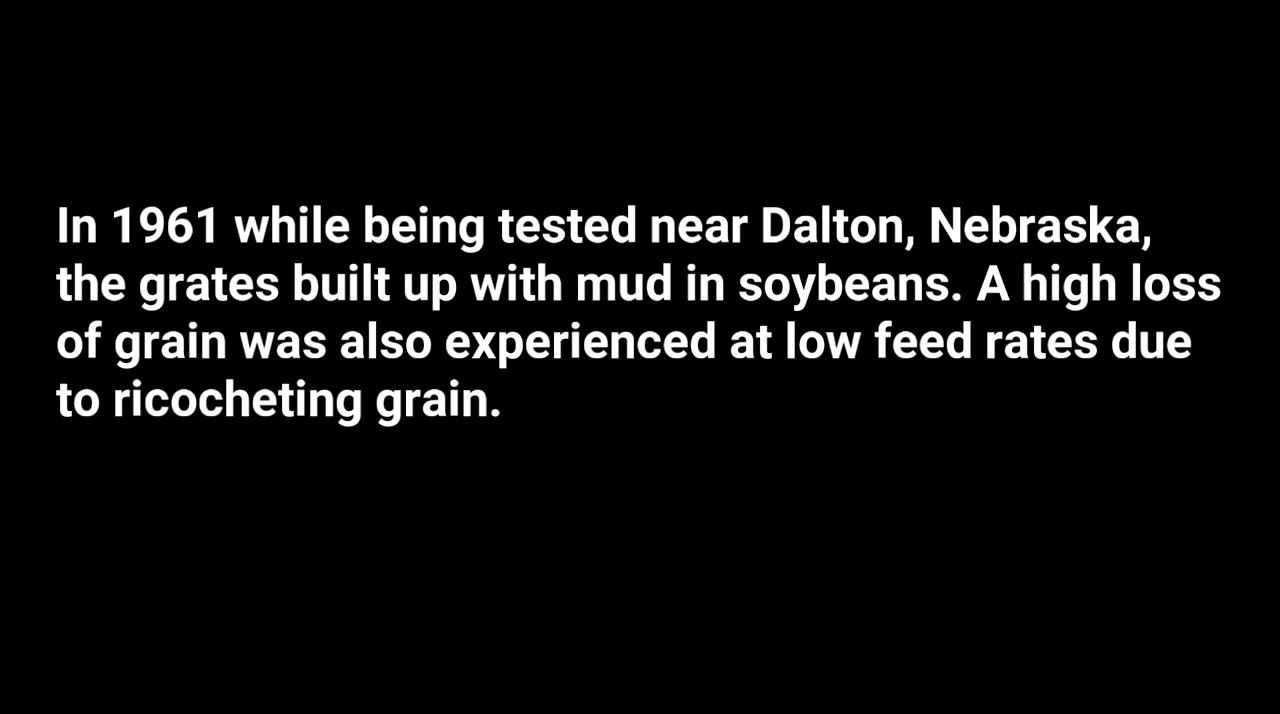 In 1961 while being tested near Dalton, Nebraska,
the grates built up with mud in soybeans. A high loss
of grain was also experienced at low feed rates due
to ricocheting grain.